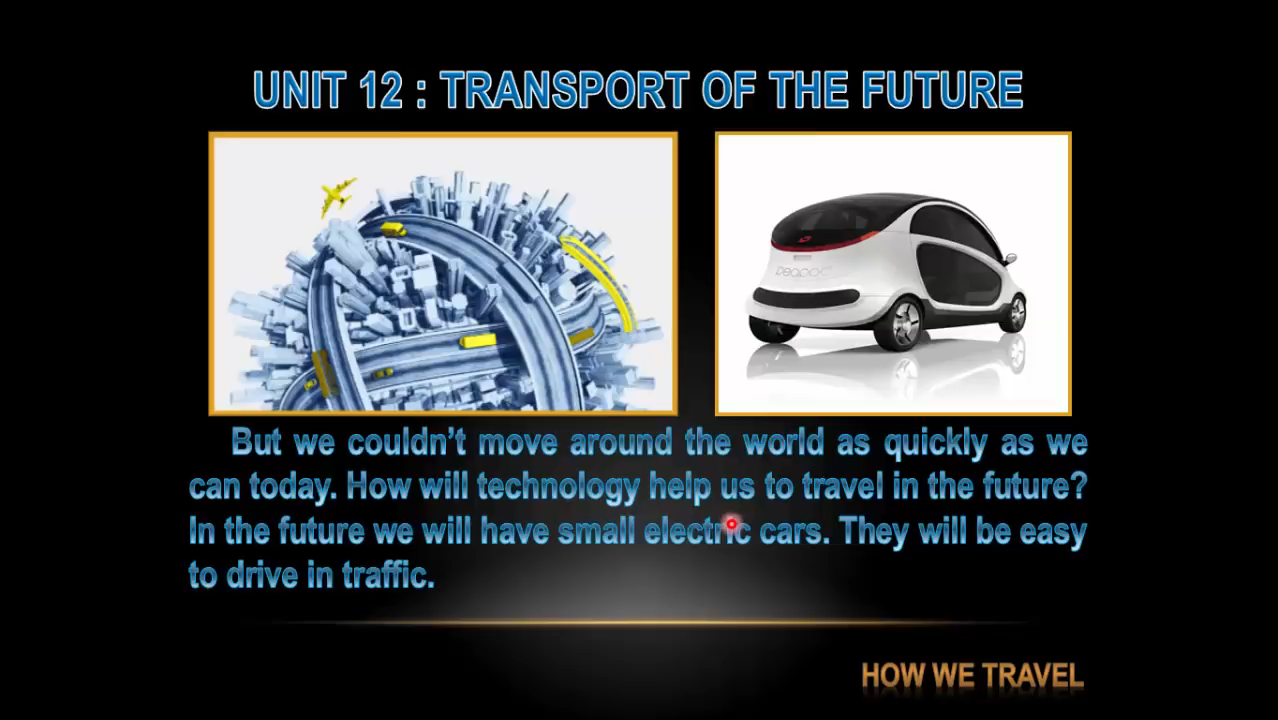 UNIT 12 : TRANSPORT OF THE FUTURE
peapod
But we couldn't move around the world as quickly as we
can today. How will technology help us to travel in the future?
In the future we will have small electric cars. They will be easy
to drive in traffic.
HOW WE TRAVEL